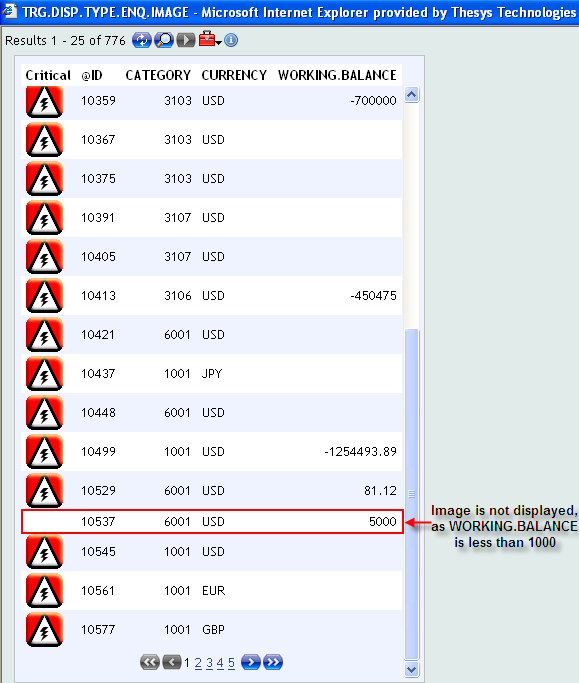 TRG.DISP.TYPE.ENQ.IMAGE - Microsoft Internet Explorer provided by Thesys Technologies
Results 1 - 25 of 776
Critical @ID CATEGORY CURRENCY WORKING.BALANCE
10359 3103 USD -700000
10367 3103 USD
10375 3103 USD
10391 3107 USD
10405 3107 USD
10413 3106 USD -450475
10421 6001 USD
10437 1001 JPY
10448 6001 USD
10499 1001 USD -1254493.89
10529 6001 USD 81.12
10537 6001 USD 5000
Image is not displayed,
as WORKING.BALANCE
is less than 1000
10545 1001 USD
10561 1001 EUR
10577 1001 GBP
1 2 3 4 5